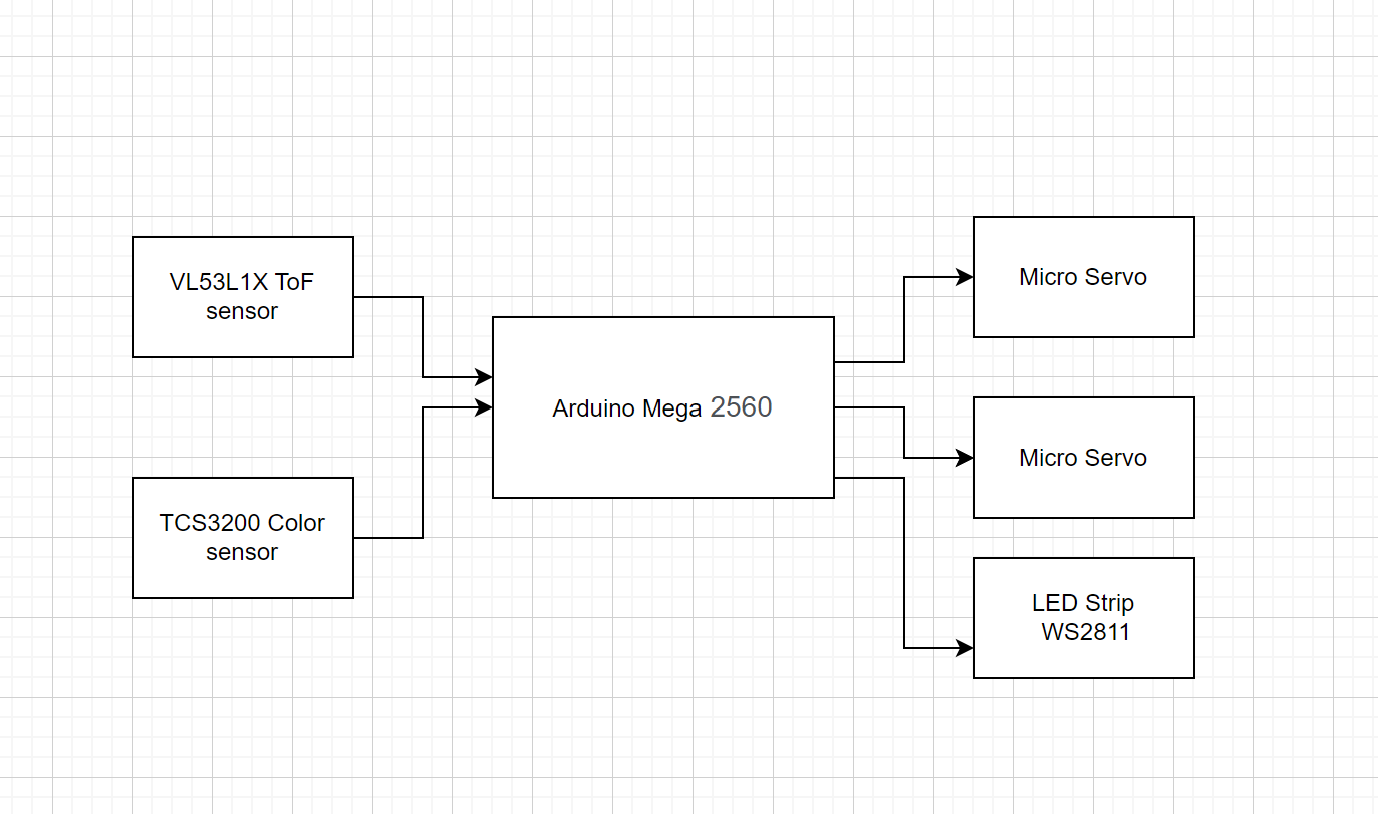 VL53L1X ToF
sensor
TCS3200 Color
sensor
Arduino Mega 2560
Micro Servo
Micro Servo
LED Strip
WS2811